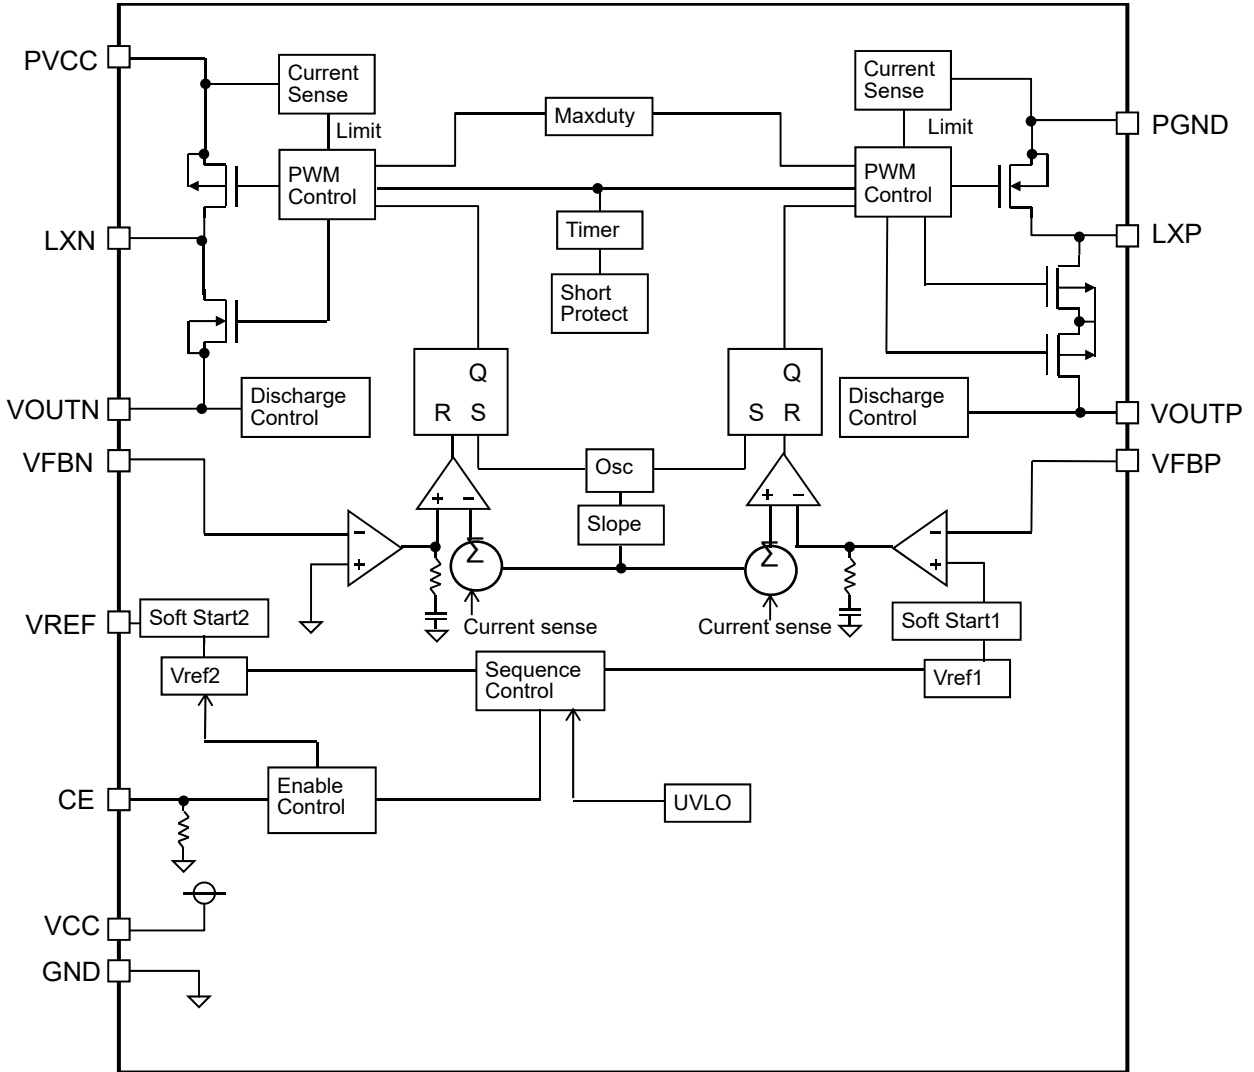 PVCC
Current
Sense
Limit
Maxduty
Current
Sense
Limit
PGND
PWM
Control
PWM
Control
LXN
Timer
LXP
Short
Protect
Q
R S
Q
S R
VOUTN
Discharge
Control
Discharge
Control
VOUTP
VFBN
Osc
VFBP
+ −
+ −
Slope
−
+
Σ
Σ
−
+
VREF
Soft Start2
Current sense
Current sense
Soft Start1
Vref2
Sequence
Control
Vref1
CE
Enable
Control
UVLO
VCC
GND